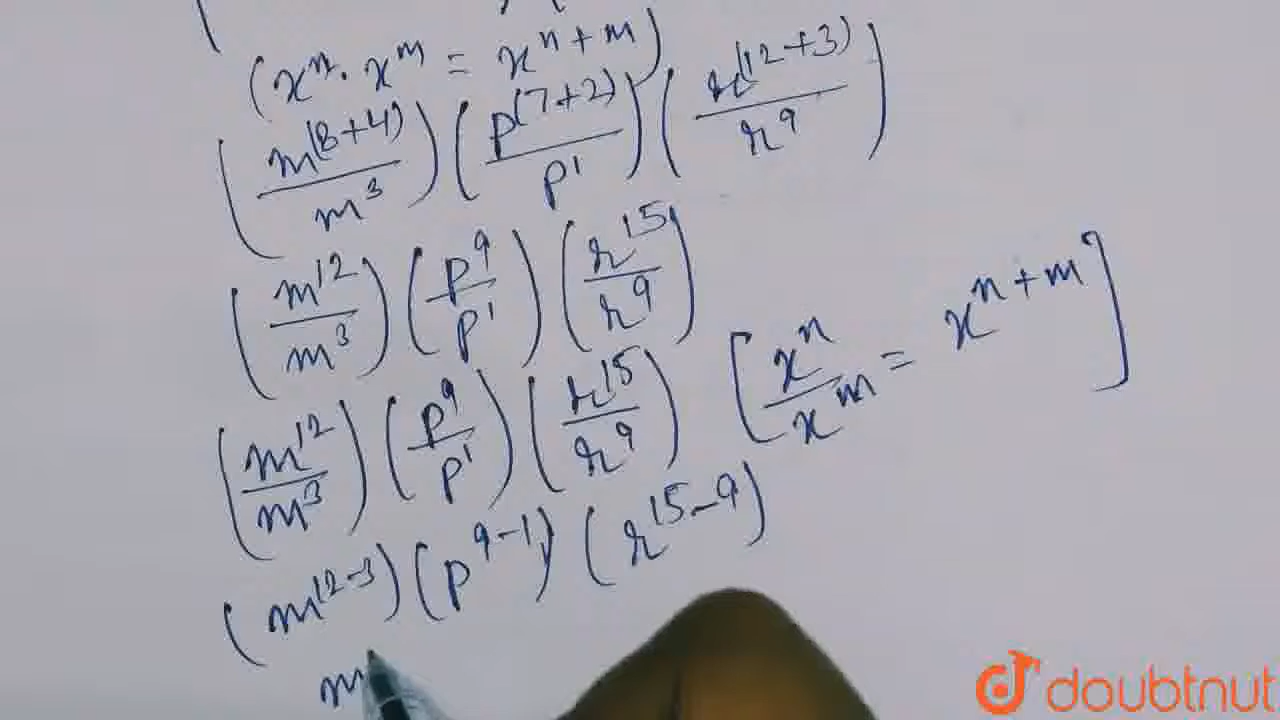 (x^n · x^m = x^{n+m})
(m^{(8+4)}/m^3) (p^{(7+2)}/p^1) (r^{(12+3)}/r^9)
(m^{12}/m^3) (p^9/p^1) (r^{15}/r^9)
(m^{12}/m^3) (p^9/p^1) (r^{15}/r^9) [x^n/x^m = x^{n+m}]
(m^{12-3}) (p^{9-1}) (r^{15-9})
m
doubtnut